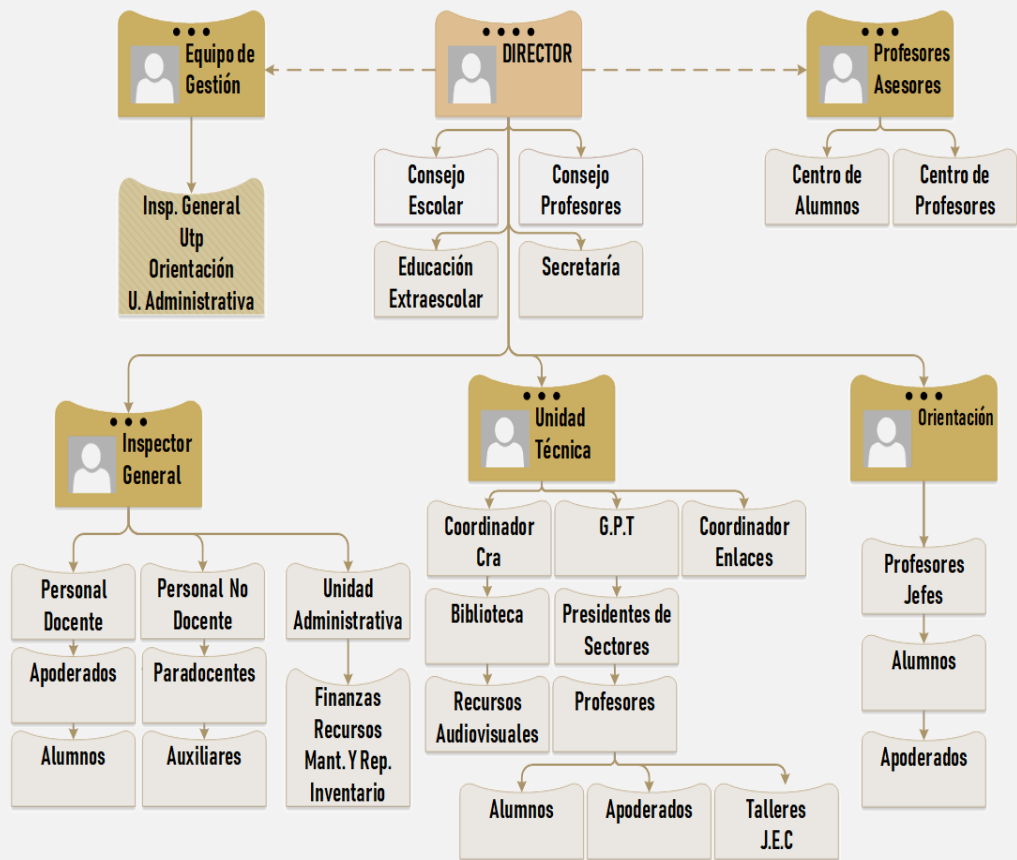 Equipo de
Gestión
DIRECTOR
Profesores
Asesores
Insp. General
Utp
Orientación
U. Administrativa
Consejo
Escolar
Consejo
Profesores
Centro de
Alumnos
Centro de
Profesores
Educación
Extraescolar
Secretaría
Inspector
General
Unidad
Técnica
Orientación
Personal
Docente
Personal No
Docente
Unidad
Administrativa
Apoderados
Paradocentes
Finanzas
Recursos
Mant. Y Rep.
Inventario
Alumnos
Auxiliares
Coordinador
Cra
G.P.T
Coordinador
Enlaces
Biblioteca
Presidentes de
Sectores
Recursos
Audiovisuales
Profesores
Alumnos
Apoderados
Talleres
J.E.C
Profesores
Jefes
Alumnos
Apoderados